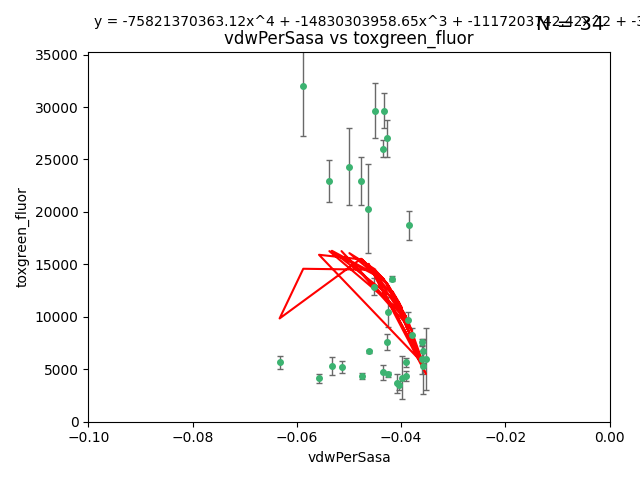 y = -75821370363.12x^4 + -14830303958.65x^3 +
N = 34
vdwPerSasa vs toxgreen_fluor
35000
30000
25000
20000
15000
10000
5000
0
toxgreen_fluor
−0.10
−0.08
−0.06
−0.04
−0.02
0.00
vdwPerSasa